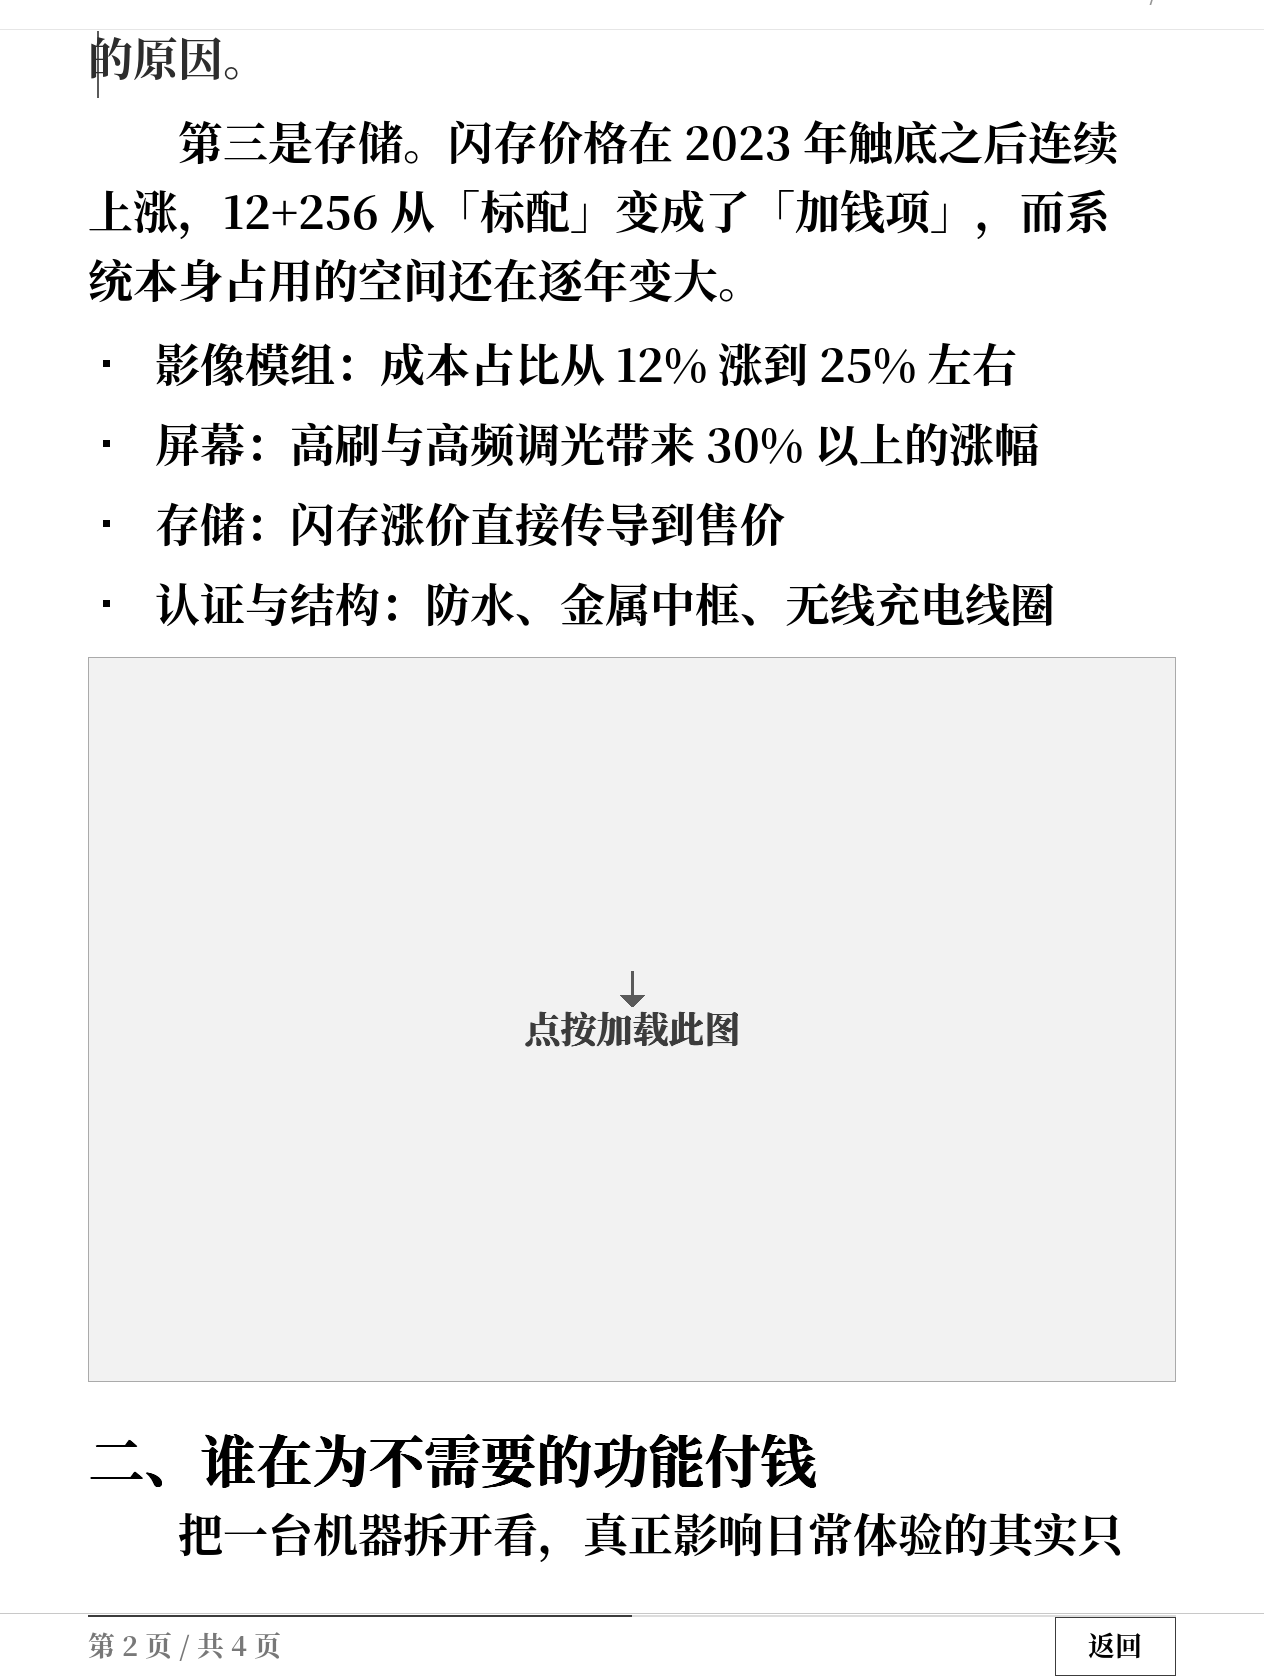 的原因。
第三是存储。闪存价格在 2023 年触底之后连续
上涨，12+256 从「标配」变成了「加钱项」，而系
统本身占用的空间还在逐年变大。
· 影像模组：成本占比从 12% 涨到 25% 左右
· 屏幕：高刷与高频调光带来 30% 以上的涨幅
· 存储：闪存涨价直接传导到售价
· 认证与结构：防水、金属中框、无线充电线圈
↓
点按加载此图
二、谁在为不需要的功能付钱
把一台机器拆开看，真正影响日常体验的其实只
第 2 页 / 共 4 页
返回